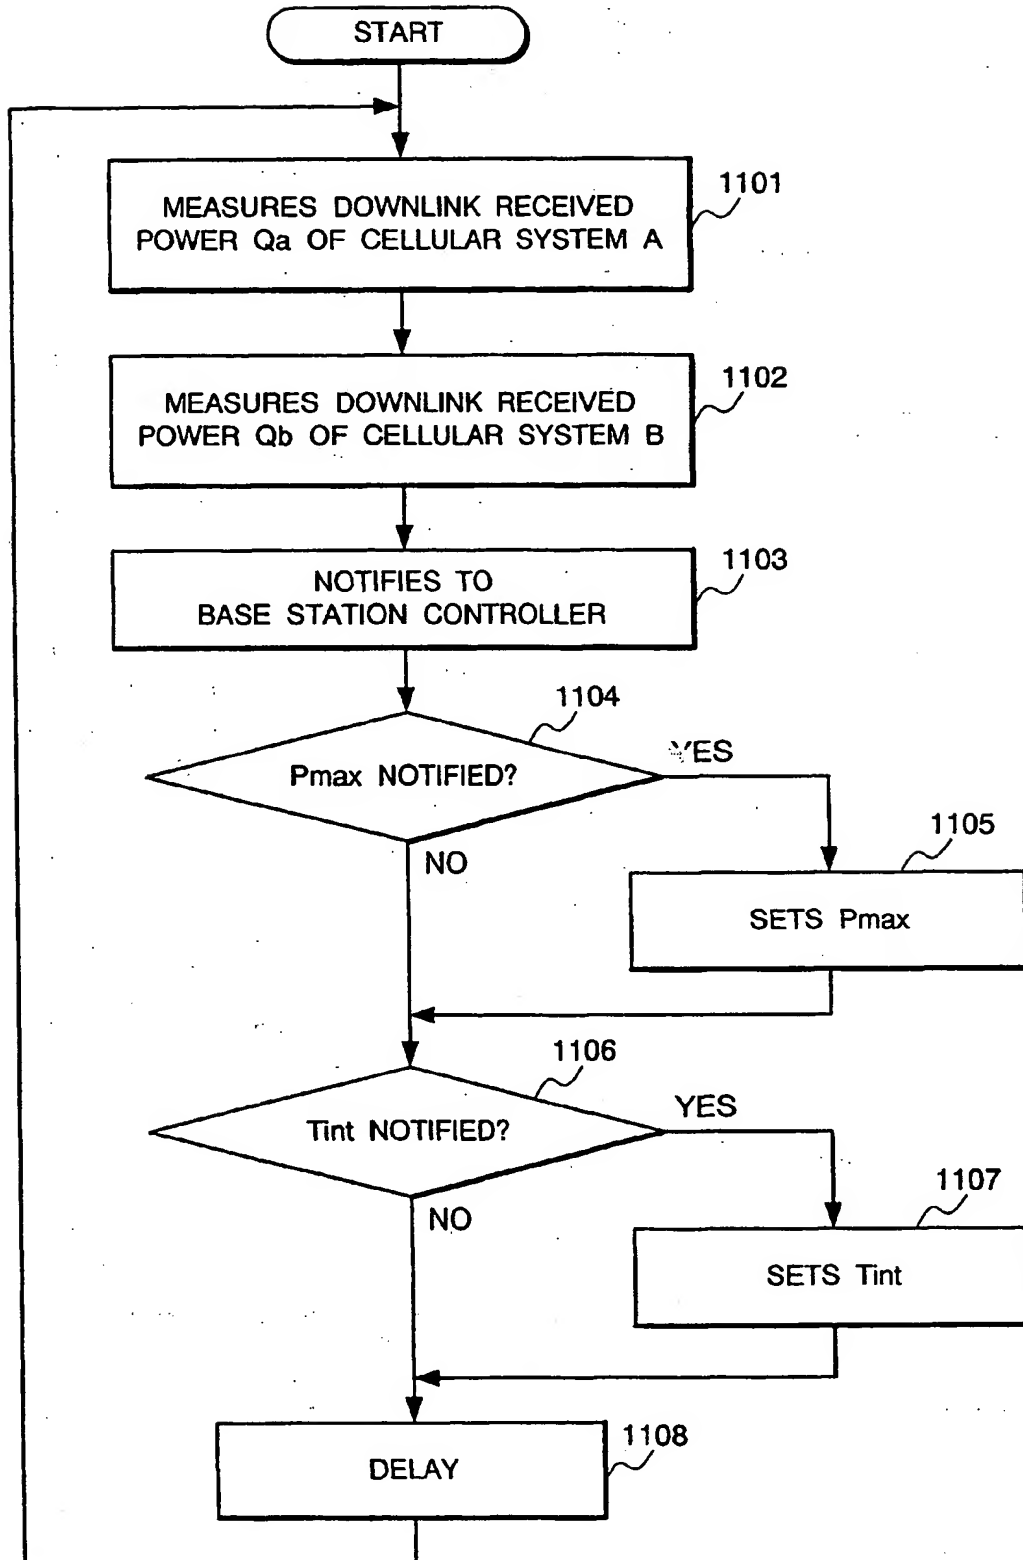 START
1101
MEASURES DOWNLINK RECEIVED
POWER Qa OF CELLULAR SYSTEM A
1102
MEASURES DOWNLINK RECEIVED
POWER Qb OF CELLULAR SYSTEM B
1103
NOTIFIES TO
BASE STATION CONTROLLER
1104
Pmax NOTIFIED?
YES
NO
1105
SETS Pmax
1106
Tint NOTIFIED?
YES
NO
1107
SETS Tint
1108
DELAY